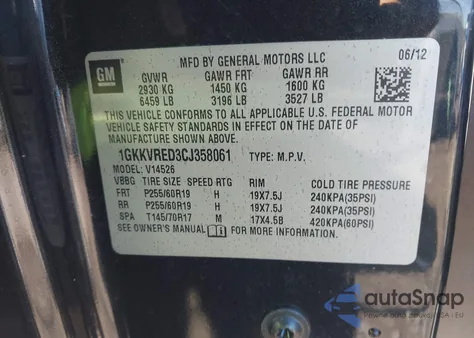 GM
MFD BY GENERAL MOTORS LLC
06/12
GVWR GAWR FRT GAWR RR
2930 KG 1450 KG 1600 KG
6459 LB 3196 LB 3527 LB
THIS VEHICLE CONFORMS TO ALL APPLICABLE U.S. FEDERAL MOTOR
VEHICLE SAFETY STANDARDS IN EFFECT ON THE DATE OF
MANUFACTURE SHOWN ABOVE.
1GKKVRED3CJ358061 TYPE: M.P.V.
MODEL: V14526
VBBG TIRE SIZE SPEED RTG RIM COLD TIRE PRESSURE
FRT P255/60R19 H 19X7.5J 240KPA(35PSI)
RR P255/60R19 H 19X7.5J 240KPA(35PSI)
SPA T145/70R17 M 17X4.5B 420KPA(60PSI)
SEE OWNER'S MANUAL FOR MORE INFORMATION
autoSnap